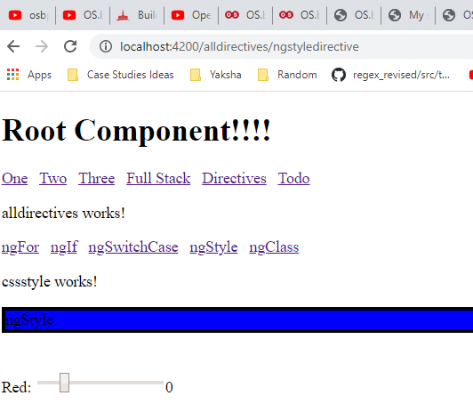 osb
OS.I
Build
Ope
OS.I
OS.I
OS.I
My
OS
localhost:4200/alldirectives/ngstyledirective
Apps Case Studies Ideas Yaksha Random regex_revised/src/t...
Root Component!!!!
One Two Three Full Stack Directives Todo
alldirectives works!
ngFor ngIf ngSwitchCase ngStyle ngClass
cssstyle works!
ngStyle
Red: 0